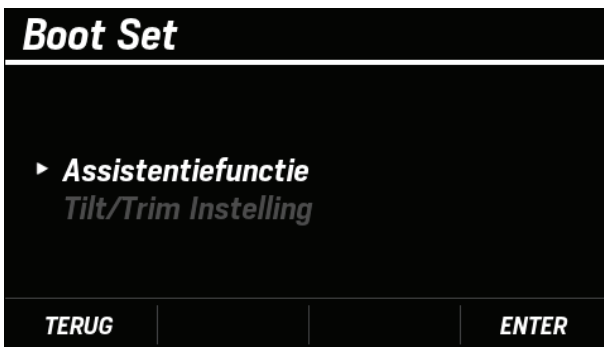 Boot Set
Assistentiefunctie
Tilt/Trim Instelling
TERUG ENTER